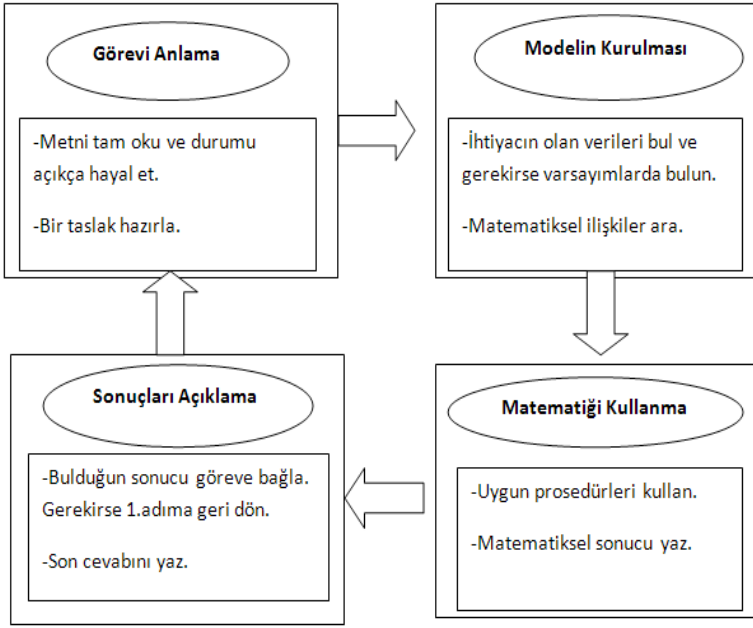 Görevi Anlama
-Metni tam oku ve durumu
açıkça hayal et.
-Bir taslak hazırla.
Modelin Kurulması
-İhtiyacın olan verileri bul ve
gerekirse varsayımlarda bulun.
-Matematiksel ilişkiler ara.
Matematiği Kullanma
-Uygun prosedürleri kullan.
-Matematiksel sonucu yaz.
Sonuçları Açıklama
-Bulduğun sonucu göreve bağla.
Gerekirse 1.adıma geri dön.
-Son cevabını yaz.